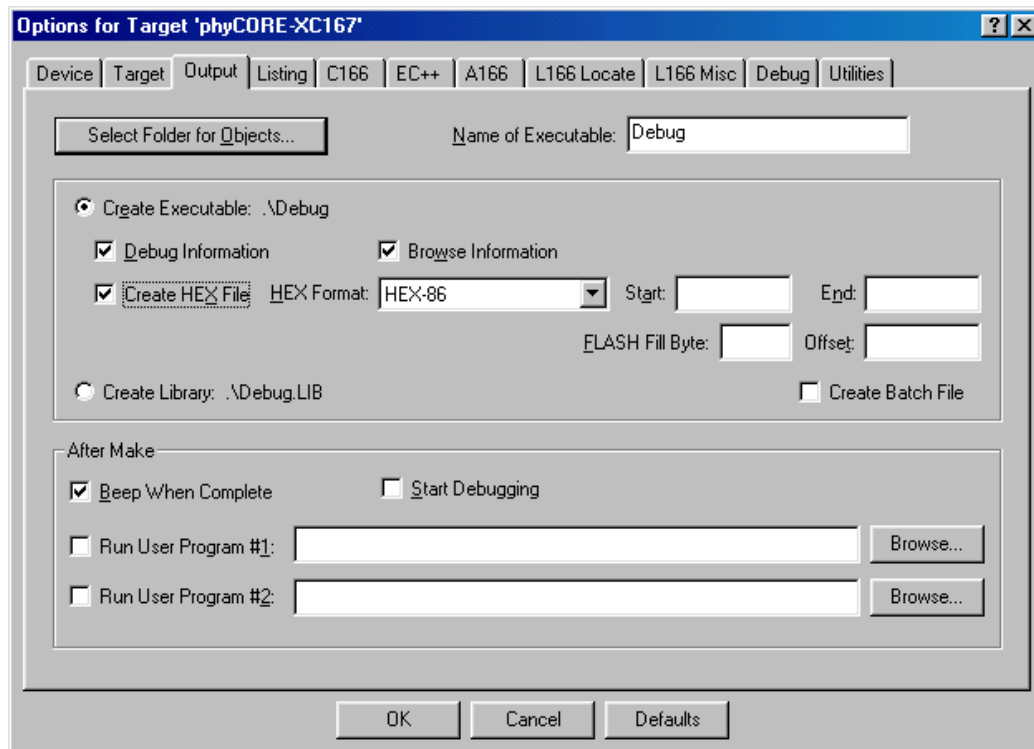 Options for Target 'phyCORE-XC167'
Device Target Output Listing C166 EC++ A166 L166 Locate L166 Misc Debug Utilities
Select Folder for Objects... Name of Executable: Debug
Create Executable: .\Debug
Debug Information Browse Information
Create HEX File HEX Format: HEX-86 Start: End:
FLASH Fill Byte: Offset:
Create Library: .\Debug.LIB Create Batch File
After Make
Beep When Complete Start Debugging
Run User Program #1: Browse...
Run User Program #2: Browse...
OK Cancel Defaults